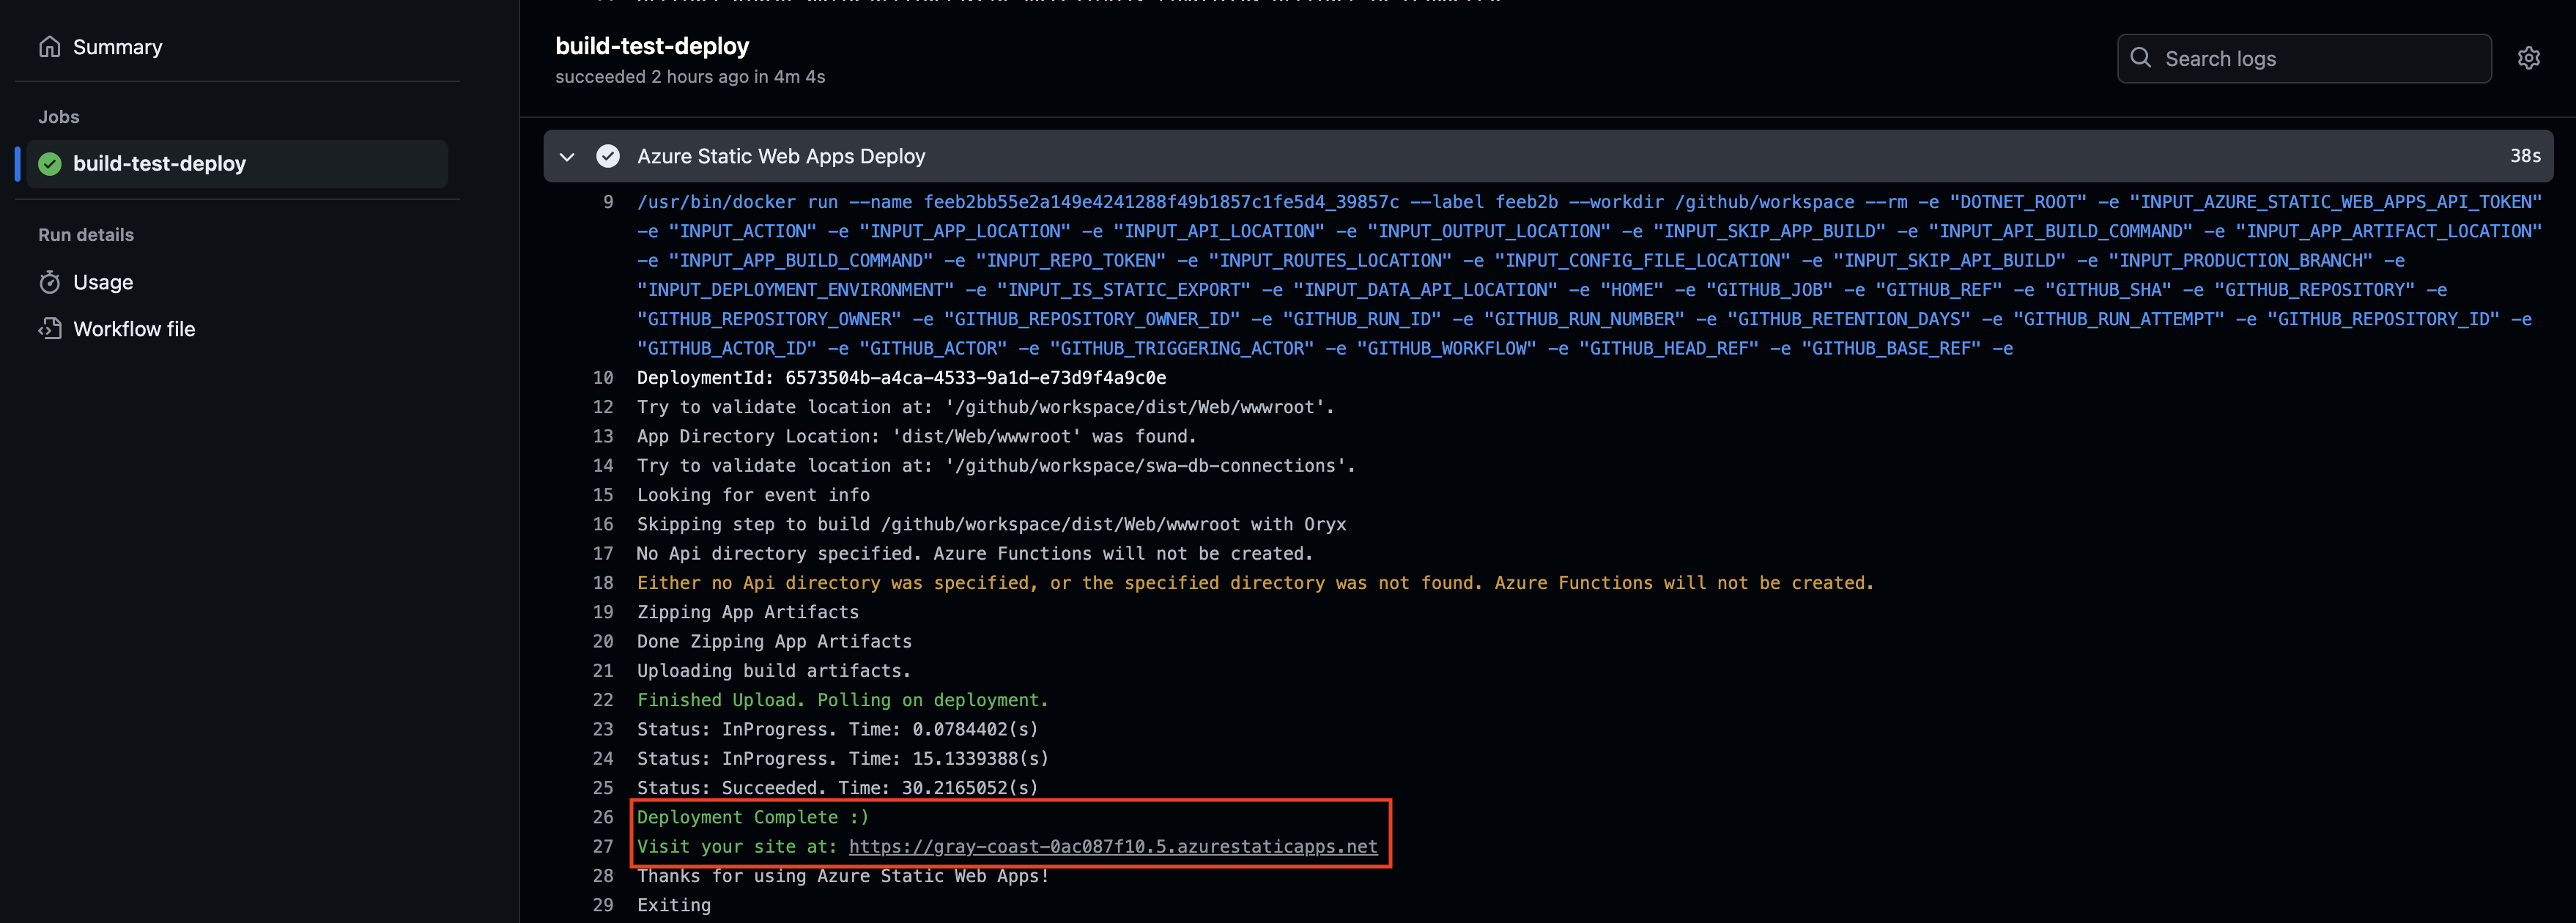 Summary
Jobs
build-test-deploy
Run details
Usage
Workflow file
build-test-deploy
succeeded 2 hours ago in 4m 4s
Search logs
Azure Static Web Apps Deploy
38s
9 /usr/bin/docker run --name feeb2bb55e2a149e4241288f49b1857c1fe5d4_39857c --label feeb2b --workdir /github/workspace --rm -e "DOTNET_ROOT" -e "INPUT_AZURE_STATIC_WEB_APPS_API_TOKEN"
-e "INPUT_ACTION" -e "INPUT_APP_LOCATION" -e "INPUT_API_LOCATION" -e "INPUT_OUTPUT_LOCATION" -e "INPUT_SKIP_APP_BUILD" -e "INPUT_API_BUILD_COMMAND" -e "INPUT_APP_ARTIFACT_LOCATION"
-e "INPUT_APP_BUILD_COMMAND" -e "INPUT_REPO_TOKEN" -e "INPUT_ROUTES_LOCATION" -e "INPUT_CONFIG_FILE_LOCATION" -e "INPUT_SKIP_API_BUILD" -e "INPUT_PRODUCTION_BRANCH" -e
"INPUT_DEPLOYMENT_ENVIRONMENT" -e "INPUT_IS_STATIC_EXPORT" -e "INPUT_DATA_API_LOCATION" -e "HOME" -e "GITHUB_JOB" -e "GITHUB_REF" -e "GITHUB_SHA" -e "GITHUB_REPOSITORY" -e
"GITHUB_REPOSITORY_OWNER" -e "GITHUB_REPOSITORY_OWNER_ID" -e "GITHUB_RUN_ID" -e "GITHUB_RUN_NUMBER" -e "GITHUB_RETENTION_DAYS" -e "GITHUB_RUN_ATTEMPT" -e "GITHUB_REPOSITORY_ID" -e
"GITHUB_ACTOR_ID" -e "GITHUB_ACTOR" -e "GITHUB_TRIGGERING_ACTOR" -e "GITHUB_WORKFLOW" -e "GITHUB_HEAD_REF" -e "GITHUB_BASE_REF" -e
10 DeploymentId: 6573504b-a4ca-4533-9a1d-e73d9f4a9c0e
12 Try to validate location at: '/github/workspace/dist/Web/wwwroot'.
13 App Directory Location: 'dist/Web/wwwroot' was found.
14 Try to validate location at: '/github/workspace/swa-db-connections'.
15 Looking for event info
16 Skipping step to build /github/workspace/dist/Web/wwwroot with Oryx
17 No Api directory specified. Azure Functions will not be created.
18 Either no Api directory was specified, or the specified directory was not found. Azure Functions will not be created.
19 Zipping App Artifacts
20 Done Zipping App Artifacts
21 Uploading build artifacts.
22 Finished Upload. Polling on deployment.
23 Status: InProgress. Time: 0.0784402(s)
24 Status: InProgress. Time: 15.1339388(s)
25 Status: Succeeded. Time: 30.2165052(s)
26 Deployment Complete :)
27 Visit your site at: https://gray-coast-0ac087f10.5.azurestaticapps.net
28 Thanks for using Azure Static Web Apps!
29 Exiting